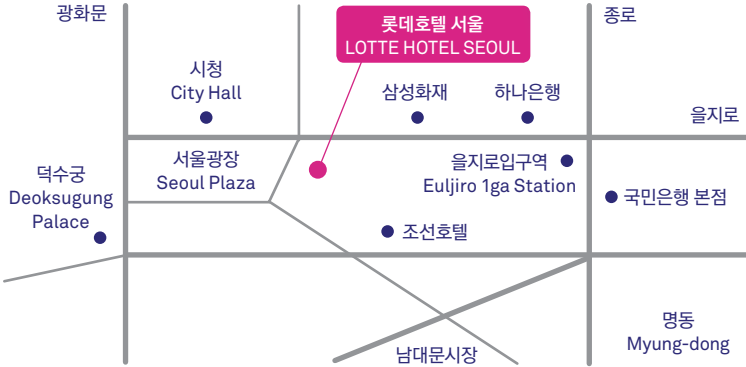 광화문
롯데호텔 서울
LOTTE HOTEL SEOUL
종로
시청
City Hall
삼성화재
하나은행
을지로
덕수궁
Deoksugung
Palace
서울광장
Seoul Plaza
을지로입구역
Euljiro 1ga Station
국민은행 본점
조선호텔
남대문시장
명동
Myung-dong